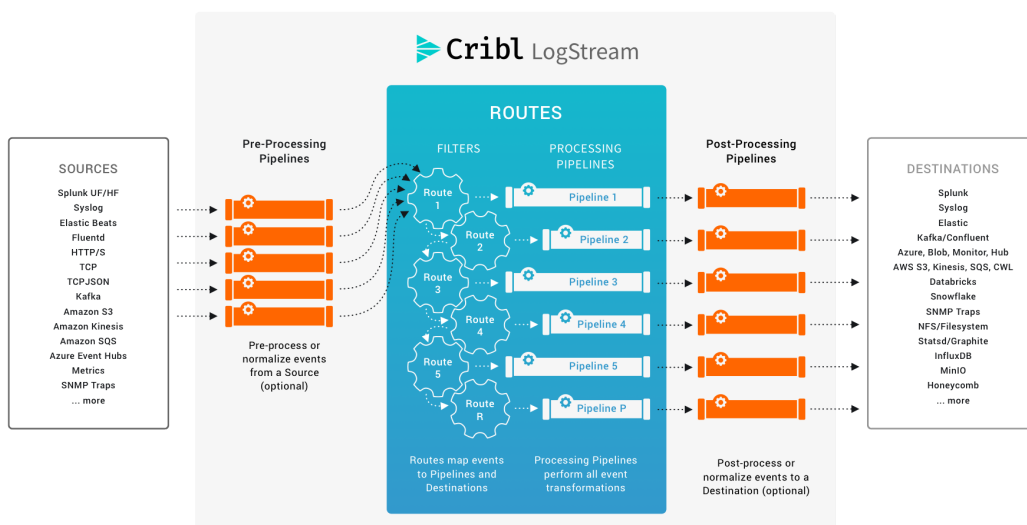 Cribl LogStream
ROUTES
SOURCES
Splunk UF/HF
Syslog
Elastic Beats
Fluentd
HTTP/S
TCP
TCPJSON
Kafka
Amazon S3
Amazon Kinesis
Amazon SQS
Azure Event Hubs
Metrics
SNMP Traps
... more
Pre-Processing
Pipelines
Pre-process or
normalize events
from a Source
(optional)
FILTERS
Route
1
Route
2
Route
3
Route
4
Route
5
Route
R
Routes map events
to Pipelines and
Destinations
PROCESSING
PIPELINES
Pipeline 1
Pipeline 2
Pipeline 3
Pipeline 4
Pipeline 5
Pipeline P
Processing Pipelines
perform all event
transformations
Post-Processing
Pipelines
Post-process or
normalize events to a
Destination (optional)
DESTINATIONS
Splunk
Syslog
Elastic
Kafka/Confluent
Azure, Blob, Monitor, Hub
AWS S3, Kinesis, SQS, CWL
Databricks
Snowflake
SNMP Traps
NFS/Filesystem
Statsd/Graphite
InfluxDB
MinIO
Honeycomb
... more